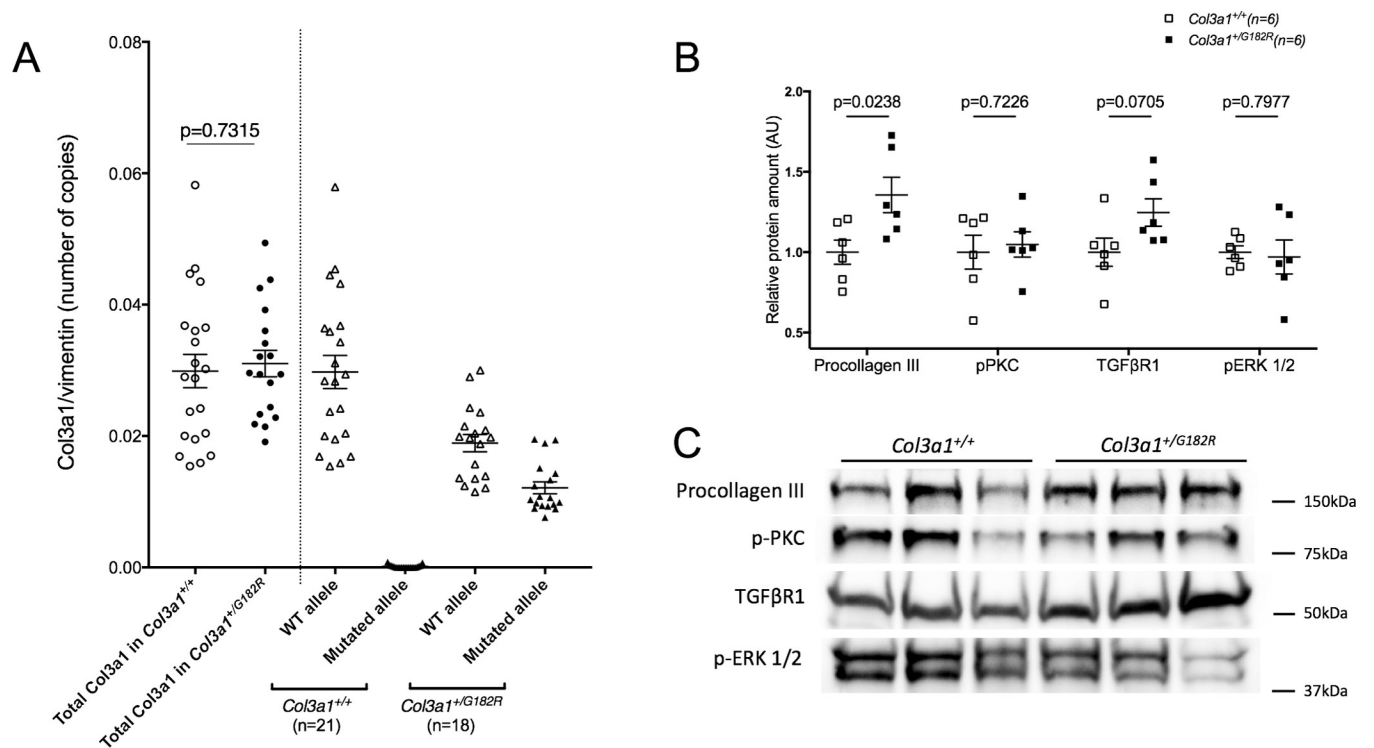 A
Col3a1/vimentin (number of copies)
0.08
0.06
0.04
0.02
0.00
p=0.7315
Total Col3a1 in Col3a1+/+
Total Col3a1 in Col3a1+/G182R
WT allele
Mutated allele
WT allele
Mutated allele
Col3a1+/+
(n=21)
Col3a1+/G182R
(n=18)
B
Col3a1+/+(n=6)
Col3a1+/G182R(n=6)
Relative protein amount (AU)
2.0
1.5
1.0
0.5
p=0.0238 p=0.7226 p=0.0705 p=0.7977
Procollagen III pPKC TGFβR1 pERK 1/2
C
Col3a1+/+ Col3a1+/G182R
Procollagen III
150kDa
p-PKC
75kDa
TGFβR1
50kDa
p-ERK 1/2
37kDa